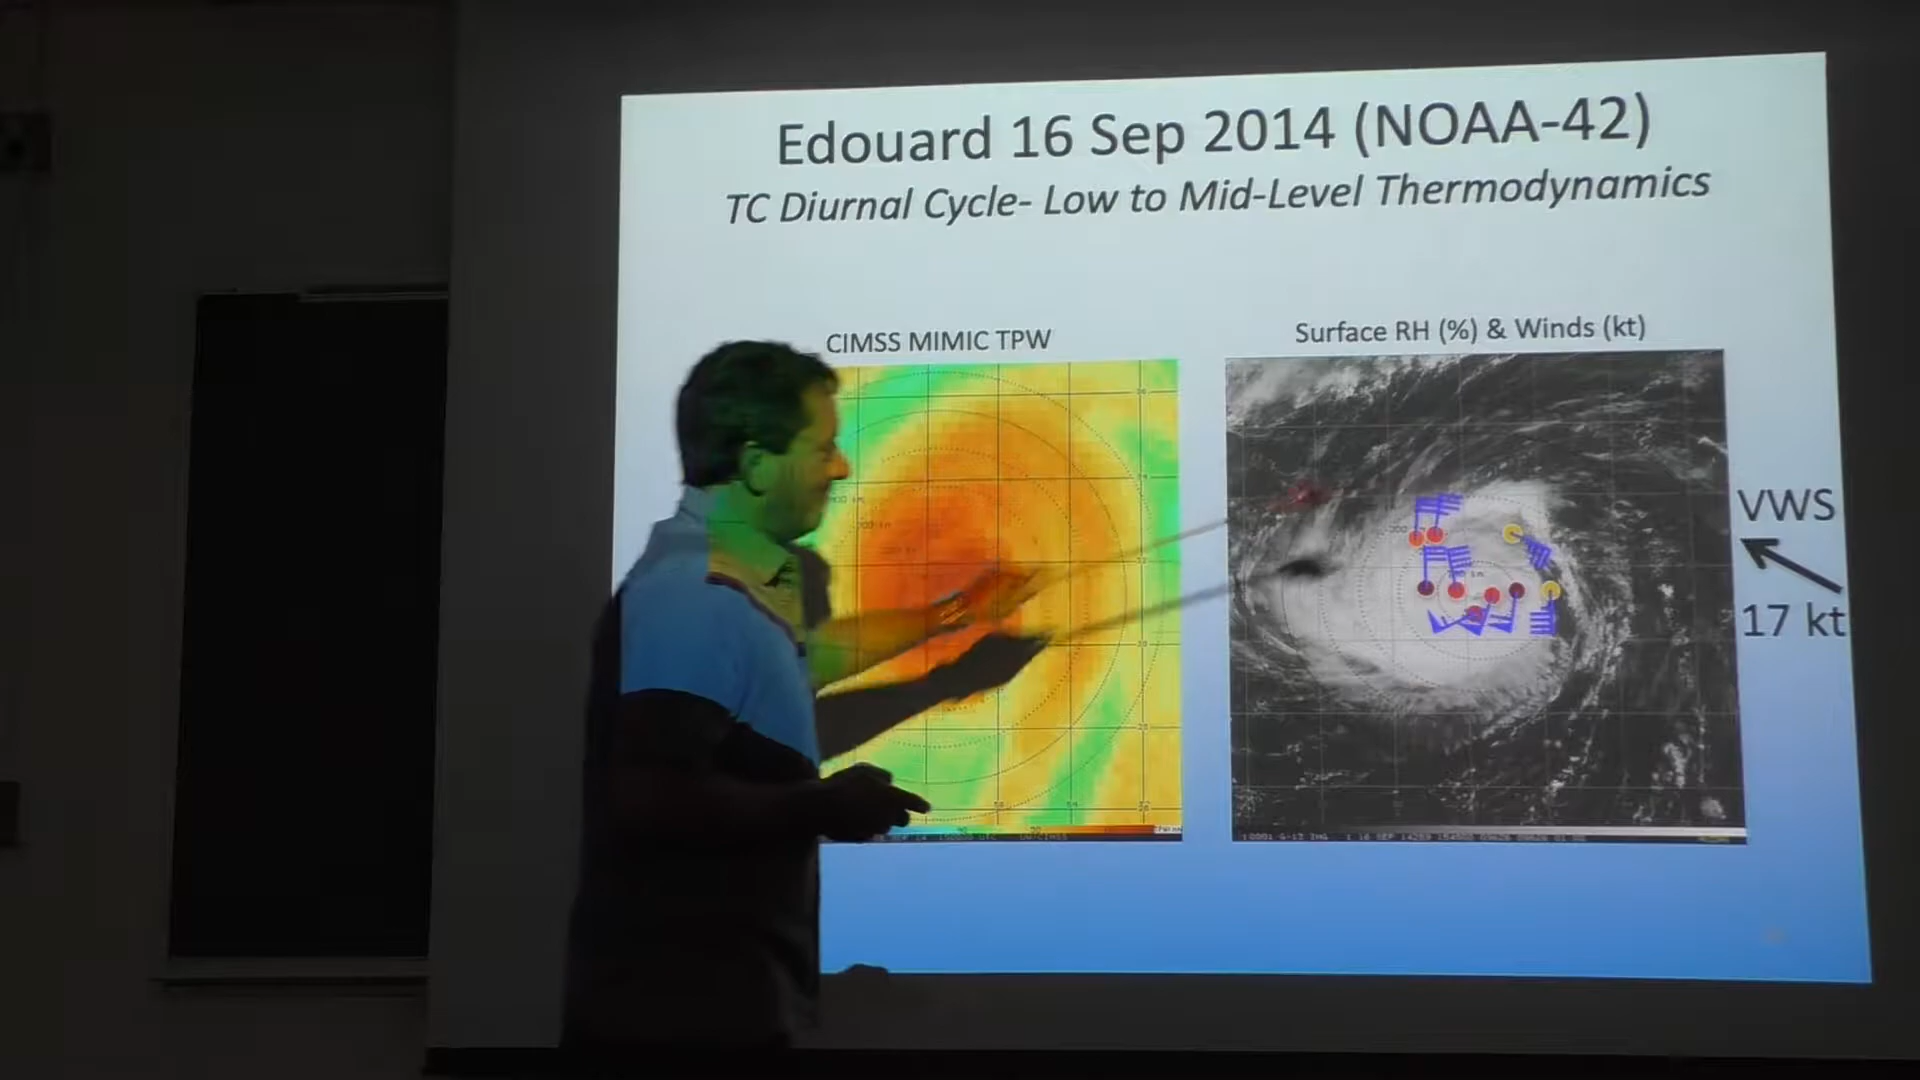 Edouard 16 Sep 2014 (NOAA-42)
TC Diurnal Cycle- Low to Mid-Level Thermodynamics
CIMSS MIMIC TPW
Surface RH (%) & Winds (kt)
VWS
17 kt